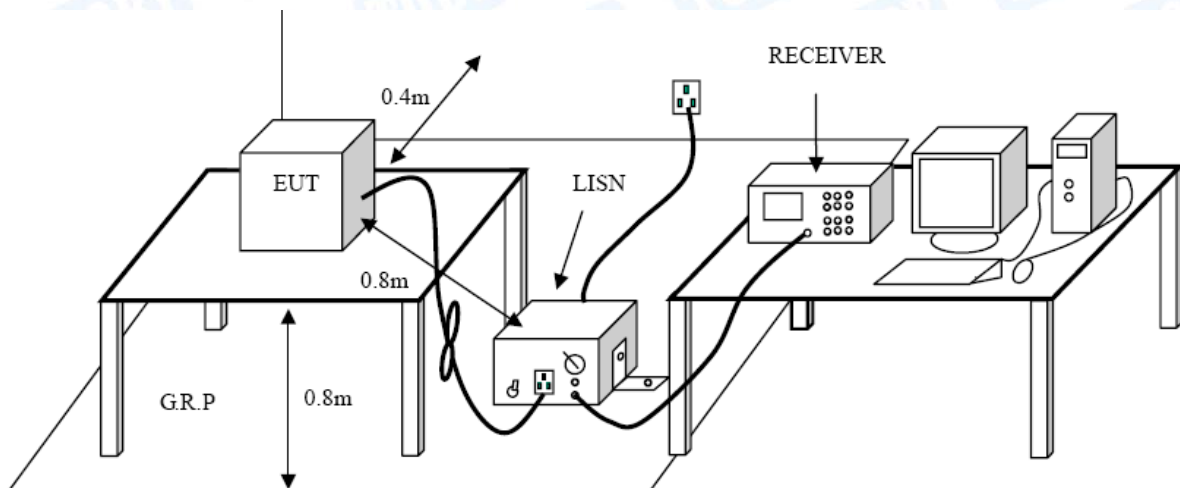 RECEIVER
0.4m
EUT
LISN
0.8m
G.R.P
0.8m